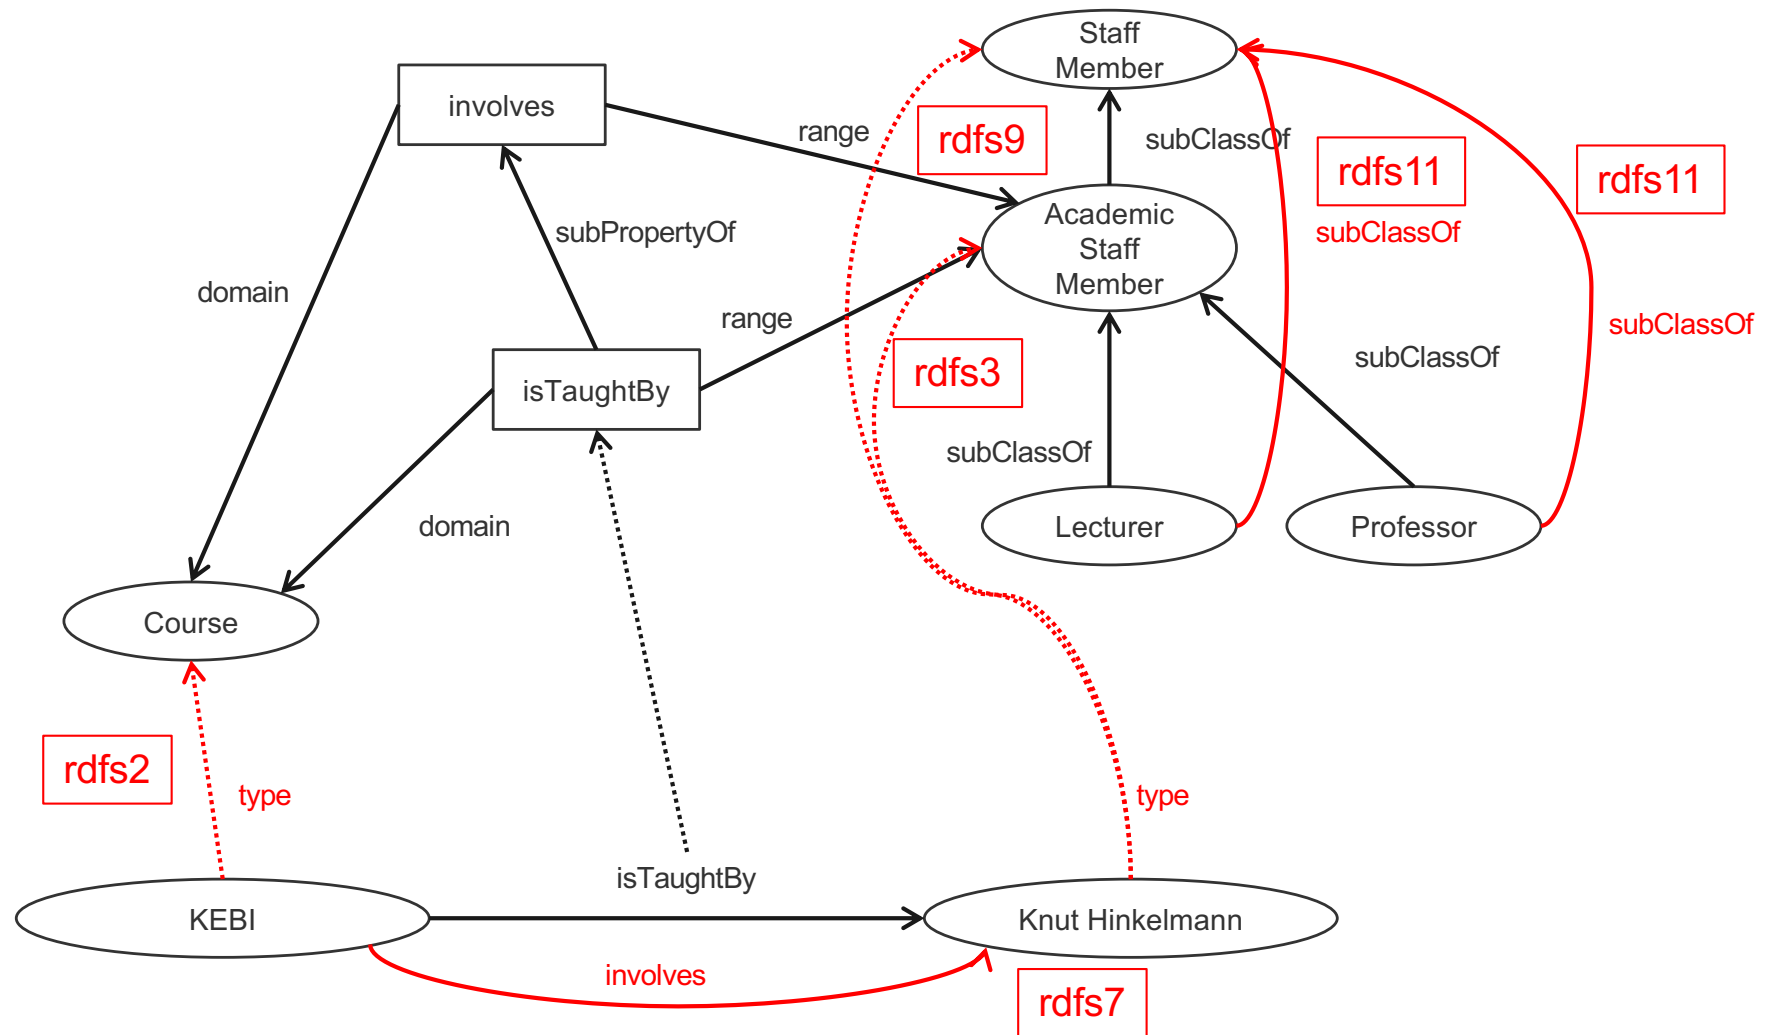 Staff
Member
involves
range
rdfs9
subClassOf
rdfs11
rdfs11
Academic
Staff
Member
subPropertyOf
subClassOf
domain
range
subClassOf
rdfs3
subClassOf
isTaughtBy
subClassOf
domain
Lecturer
Professor
Course
rdfs2
type
type
isTaughtBy
KEBI
Knut Hinkelmann
involves
rdfs7